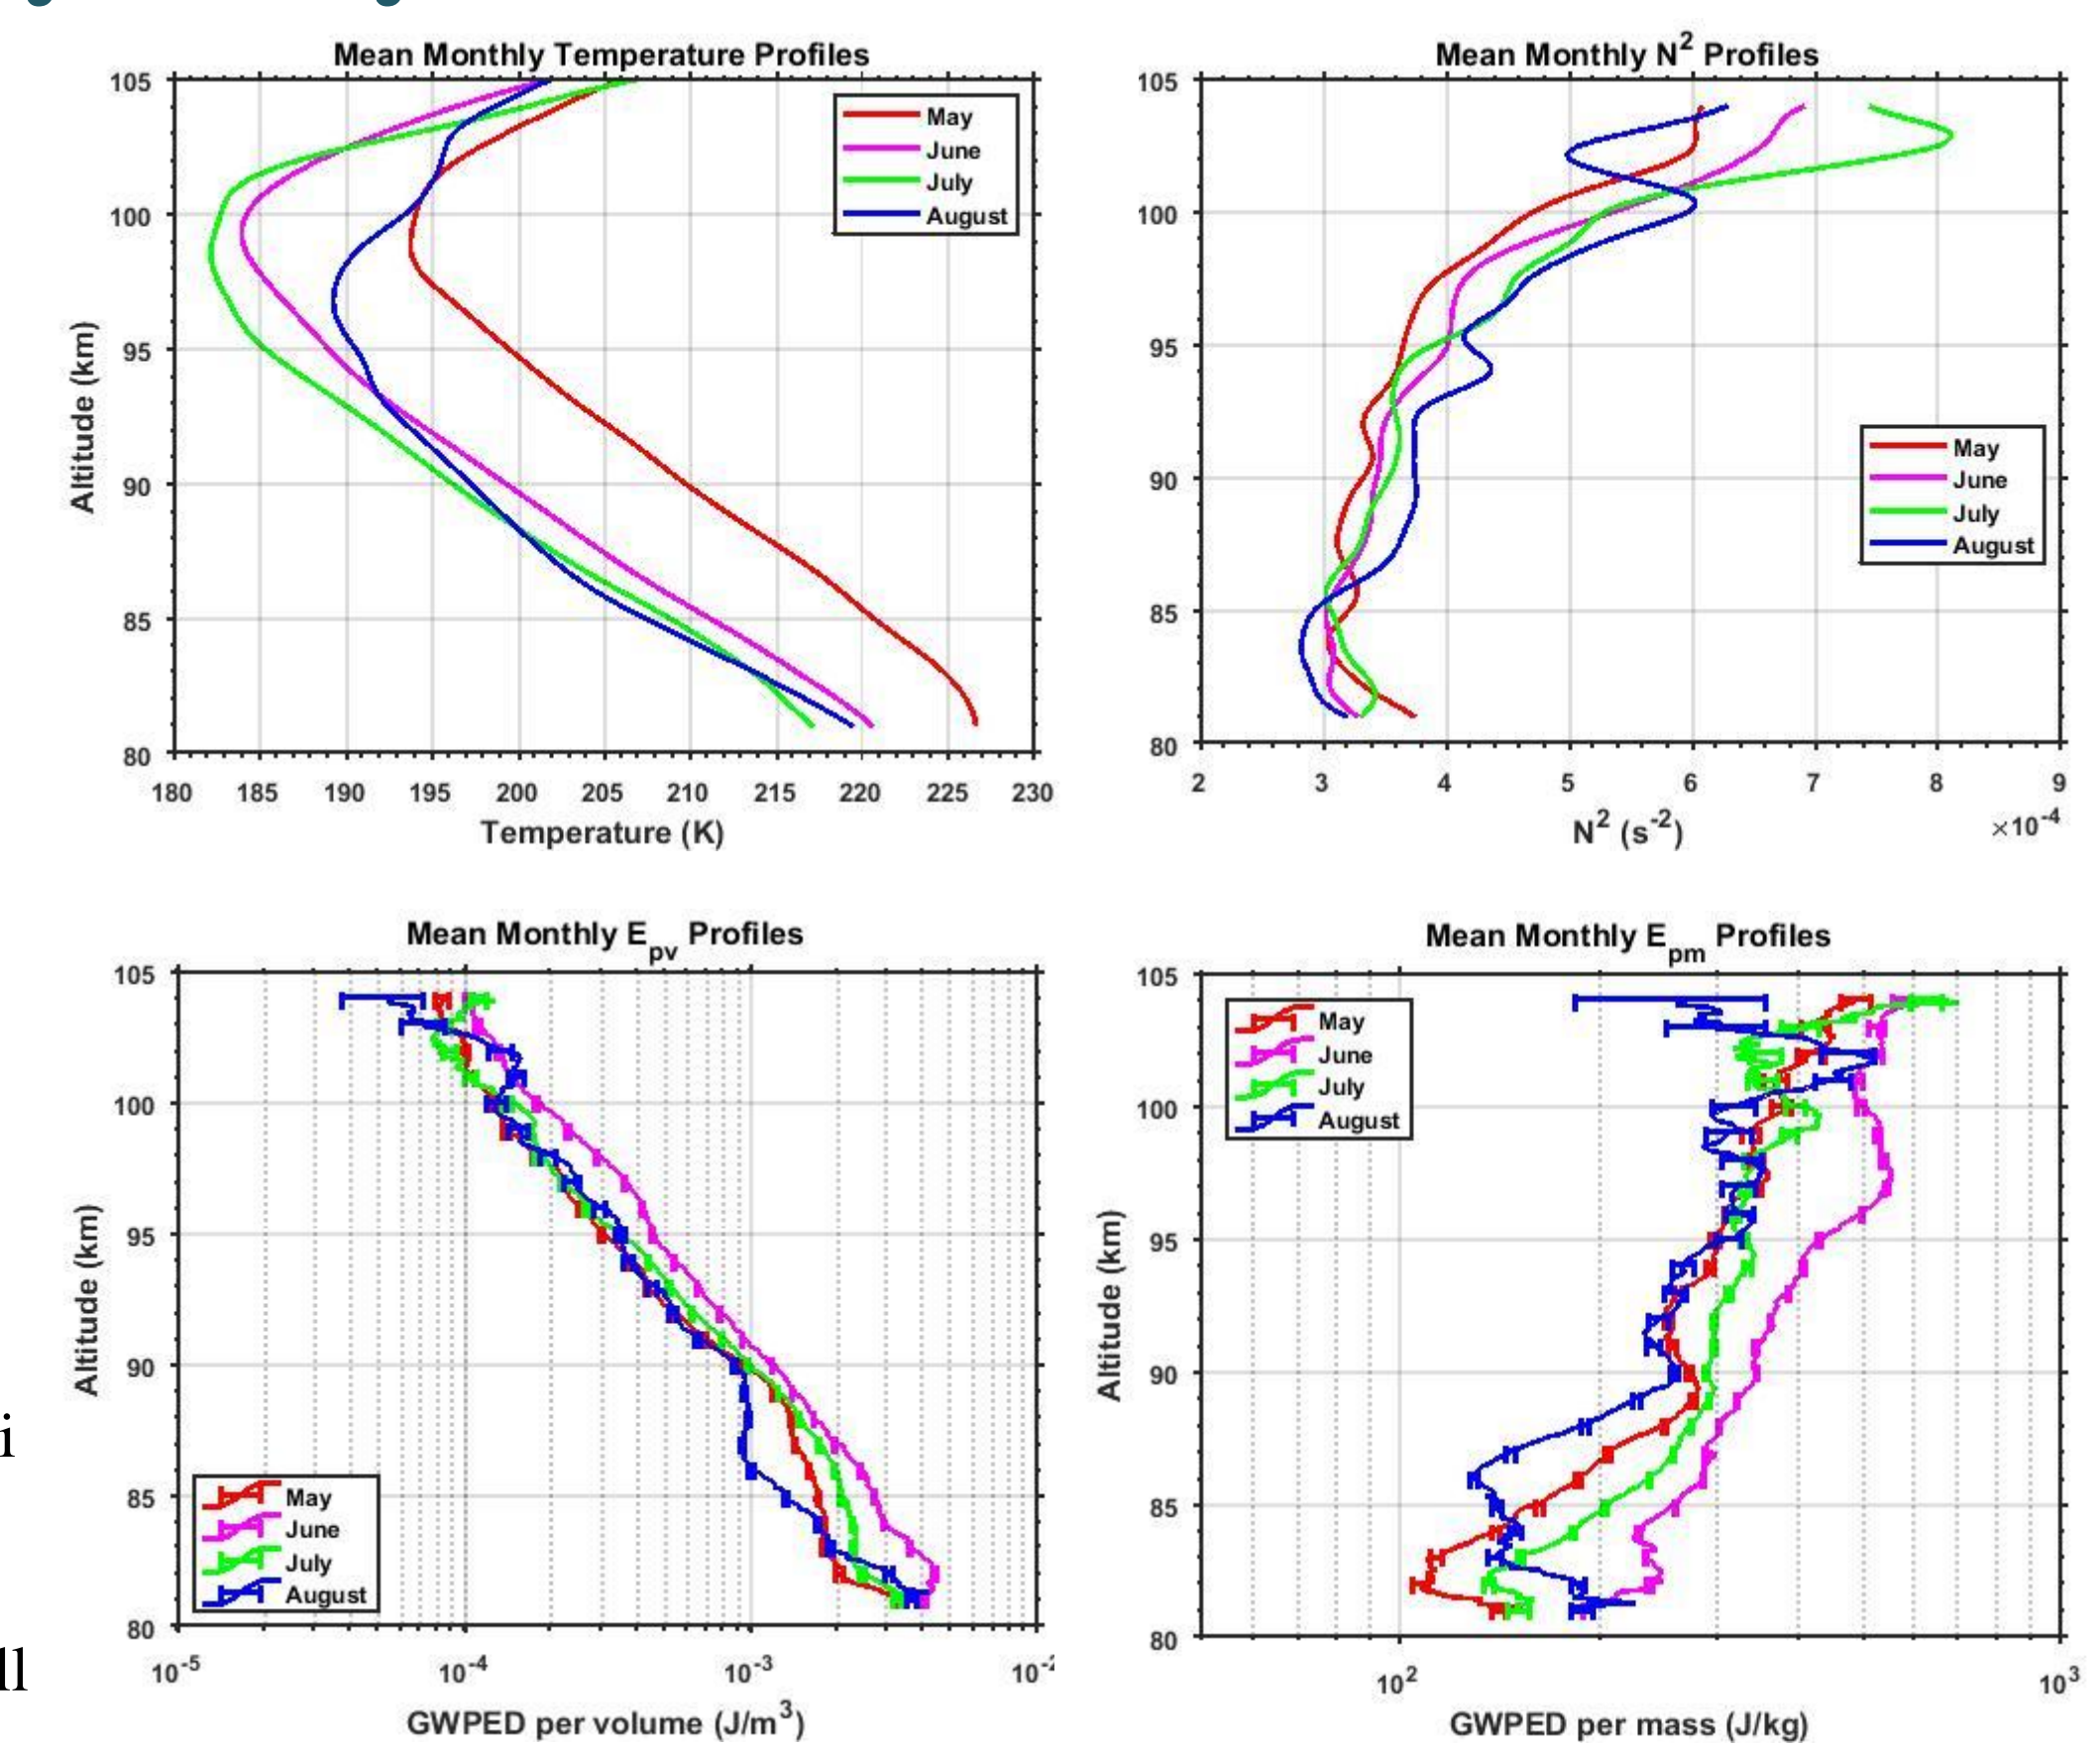 Mean Monthly Temperature Profiles
105
100
95
90
85
80
Altitude (km)
May
June
July
August
180 185 190 195 200 205 210 215 220 225 230
Temperature (K)
Mean Monthly N² Profiles
105
100
95
90
85
80
May
June
July
August
2 3 4 5 6 7 8 9
×10⁻⁴
N² (s⁻²)
Mean Monthly Epv Profiles
105
100
95
90
85
80
Altitude (km)
May
June
July
August
10⁻⁵ 10⁻⁴ 10⁻³
GWPED per volume (J/m³)
Mean Monthly Epm Profiles
105
100
95
90
85
80
Altitude (km)
May
June
July
August
10² 10³
GWPED per mass (J/kg)
i
ll